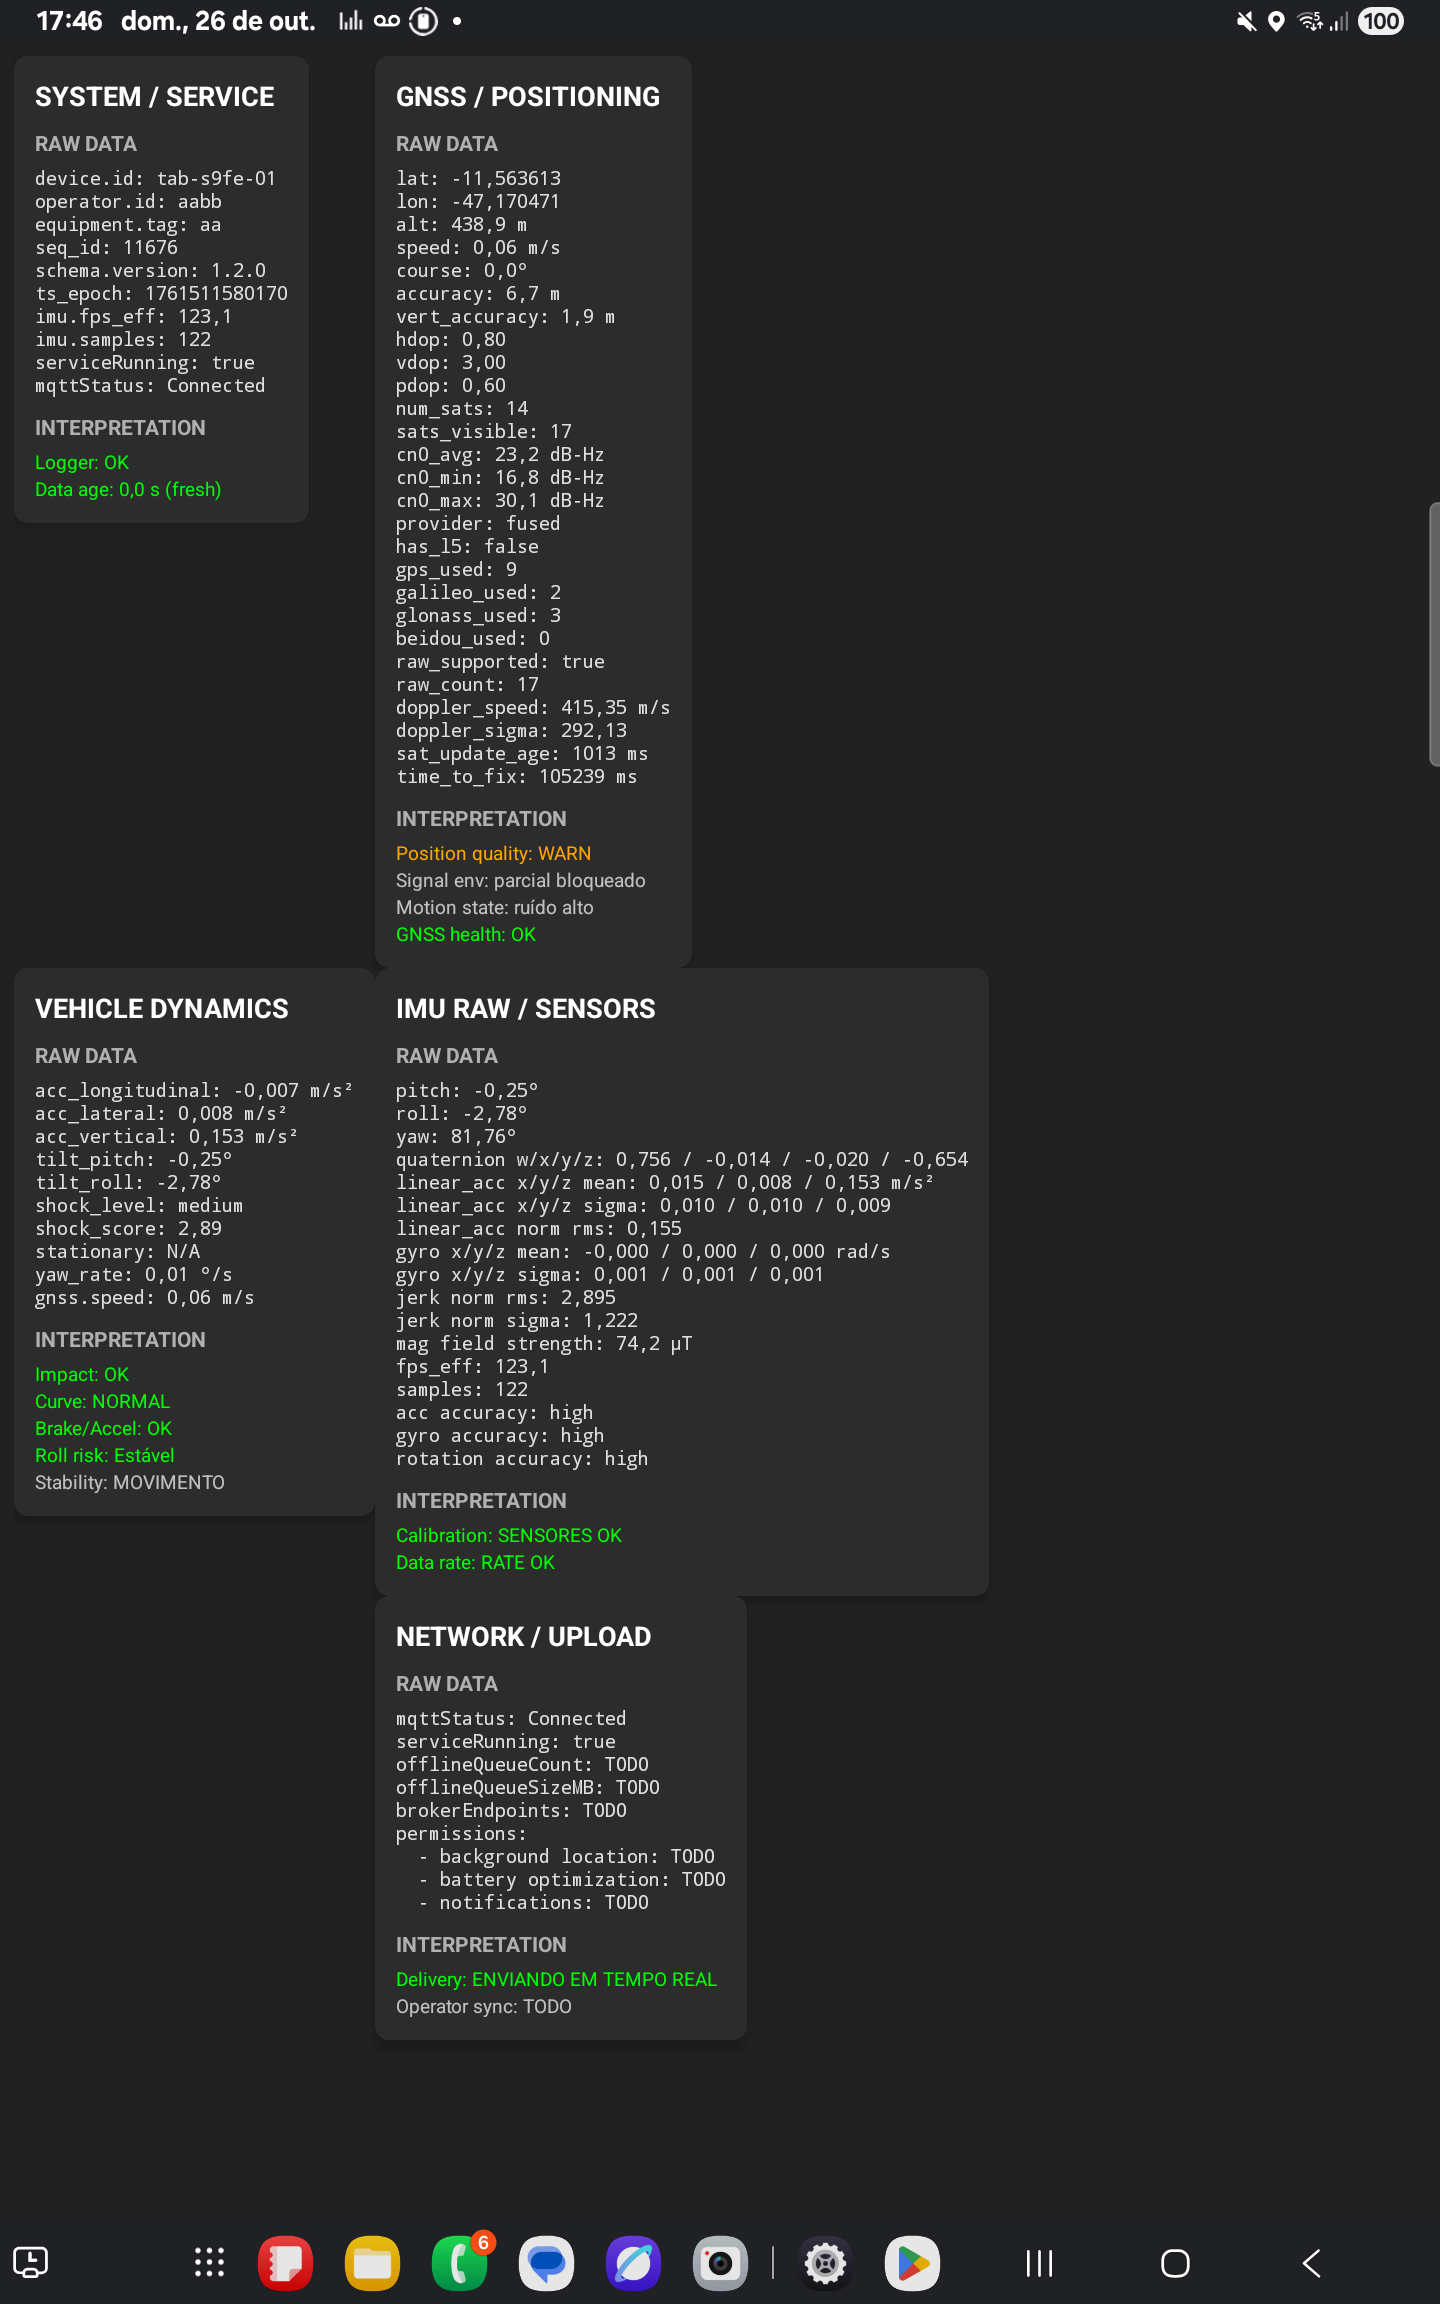 17:46 dom., 26 de out.
100
SYSTEM / SERVICE
RAW DATA
device.id: tab-s9fe-01
operator.id: aabb
equipment.tag: aa
seq_id: 11676
schema.version: 1.2.0
ts_epoch: 1761511580170
imu.fps_eff: 123,1
imu.samples: 122
serviceRunning: true
mqttStatus: Connected
INTERPRETATION
Logger: OK
Data age: 0,0 s (fresh)
GNSS / POSITIONING
RAW DATA
lat: -11,563613
lon: -47,170471
alt: 438,9 m
speed: 0,06 m/s
course: 0,0°
accuracy: 6,7 m
vert_accuracy: 1,9 m
hdop: 0,80
vdop: 3,00
pdop: 0,60
num_sats: 14
sats_visible: 17
cn0_avg: 23,2 dB-Hz
cn0_min: 16,8 dB-Hz
cn0_max: 30,1 dB-Hz
provider: fused
has_l5: false
gps_used: 9
galileo_used: 2
glonass_used: 3
beidou_used: 0
raw_supported: true
raw_count: 17
doppler_speed: 415,35 m/s
doppler_sigma: 292,13
sat_update_age: 1013 ms
time_to_fix: 105239 ms
INTERPRETATION
Position quality: WARN
Signal env: parcial bloqueado
Motion state: ruído alto
GNSS health: OK
VEHICLE DYNAMICS
RAW DATA
acc_longitudinal: -0,007 m/s²
acc_lateral: 0,008 m/s²
acc_vertical: 0,153 m/s²
tilt_pitch: -0,25°
tilt_roll: -2,78°
shock_level: medium
shock_score: 2,89
stationary: N/A
yaw_rate: 0,01 °/s
gnss.speed: 0,06 m/s
INTERPRETATION
Impact: OK
Curve: NORMAL
Brake/Accel: OK
Roll risk: Estável
Stability: MOVIMENTO
IMU RAW / SENSORS
RAW DATA
pitch: -0,25°
roll: -2,78°
yaw: 81,76°
quaternion w/x/y/z: 0,756 / -0,014 / -0,020 / -0,654
linear_acc x/y/z mean: 0,015 / 0,008 / 0,153 m/s²
linear_acc x/y/z sigma: 0,010 / 0,010 / 0,009
linear_acc norm rms: 0,155
gyro x/y/z mean: -0,000 / 0,000 / 0,000 rad/s
gyro x/y/z sigma: 0,001 / 0,001 / 0,001
jerk norm rms: 2,895
jerk norm sigma: 1,222
mag field strength: 74,2 µT
fps_eff: 123,1
samples: 122
acc accuracy: high
gyro accuracy: high
rotation accuracy: high
INTERPRETATION
Calibration: SENSORES OK
Data rate: RATE OK
NETWORK / UPLOAD
RAW DATA
mqttStatus: Connected
serviceRunning: true
offlineQueueCount: TODO
offlineQueueSizeMB: TODO
brokerEndpoints: TODO
permissions:
- background location: TODO
- battery optimization: TODO
- notifications: TODO
INTERPRETATION
Delivery: ENVIANDO EM TEMPO REAL
Operator sync: TODO
6